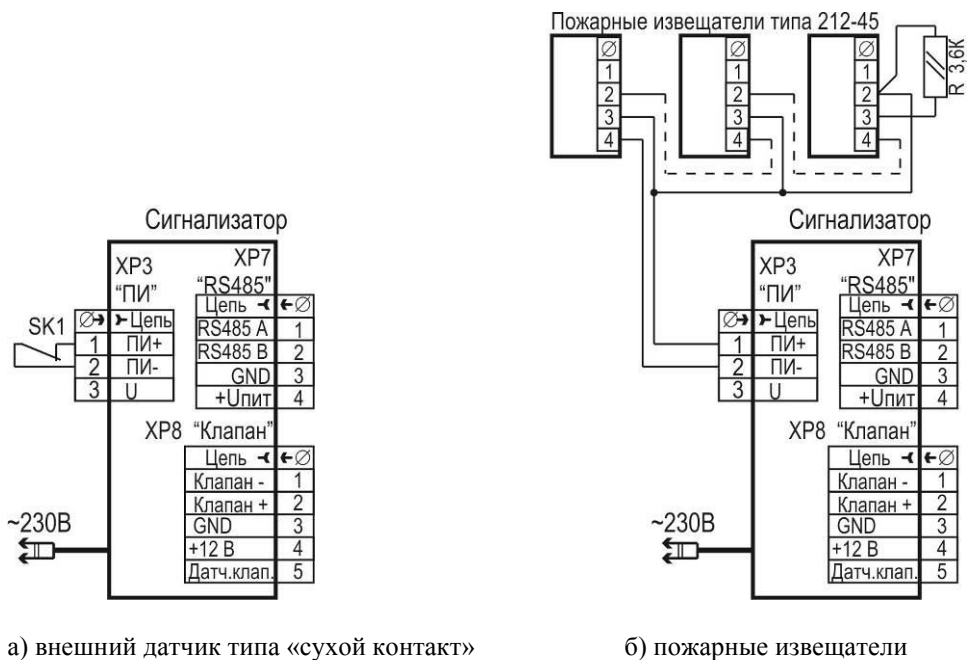 Пожарные извещатели типа 212-45
∅ ∅ ∅
1 1 1
2 2 2
3 3 3
4 4 4
R 3,6К
Сигнализатор
XP3 XP7
“ПИ” “RS485”
Цепь Цепь ∅
SK1 1 ПИ+ RS485 A 1
2 ПИ- RS485 B 2
3 U GND 3
+Uпит 4
XP8 “Клапан”
Цепь ∅
Клапан - 1
Клапан + 2
~230В GND 3
+12 В 4
Датч.клап. 5
Сигнализатор
XP3 XP7
“ПИ” “RS485”
Цепь Цепь ∅
1 ПИ+ RS485 A 1
2 ПИ- RS485 B 2
3 U GND 3
+Uпит 4
XP8 “Клапан”
Цепь ∅
Клапан - 1
Клапан + 2
~230В GND 3
+12 В 4
Датч.клап. 5
а) внешний датчик типа «сухой контакт» б) пожарные извещатели